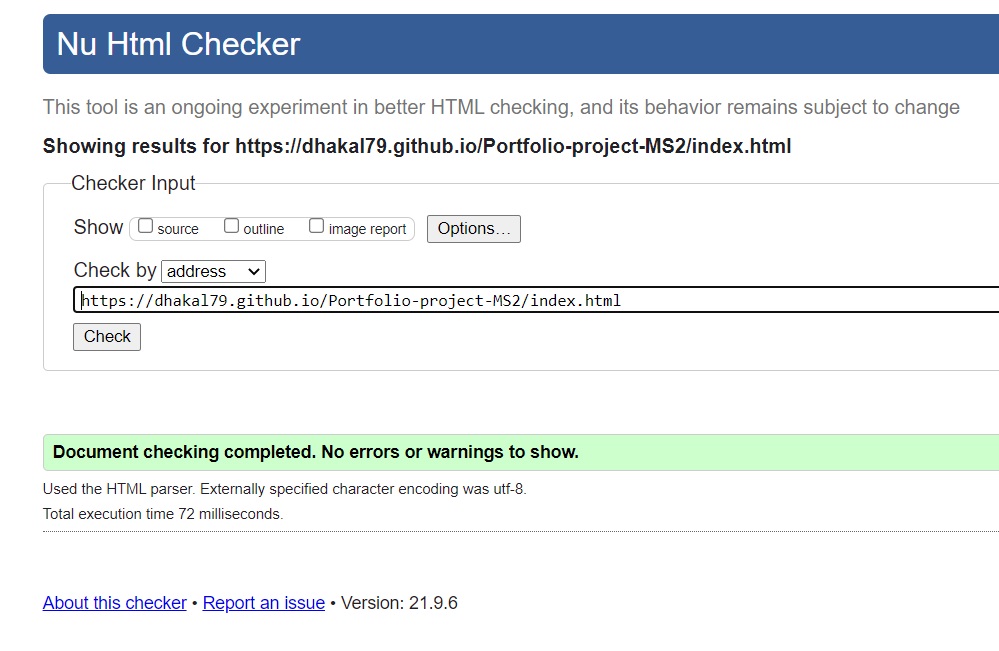 Nu Html Checker
This tool is an ongoing experiment in better HTML checking, and its behavior remains subject to change
Showing results for https://dhakal79.github.io/Portfolio-project-MS2/index.html
Checker Input
Show source outline image report Options...
Check by address
https://dhakal79.github.io/Portfolio-project-MS2/index.html
Check
Document checking completed. No errors or warnings to show.
Used the HTML parser. Externally specified character encoding was utf-8.
Total execution time 72 milliseconds.
About this checker • Report an issue • Version: 21.9.6